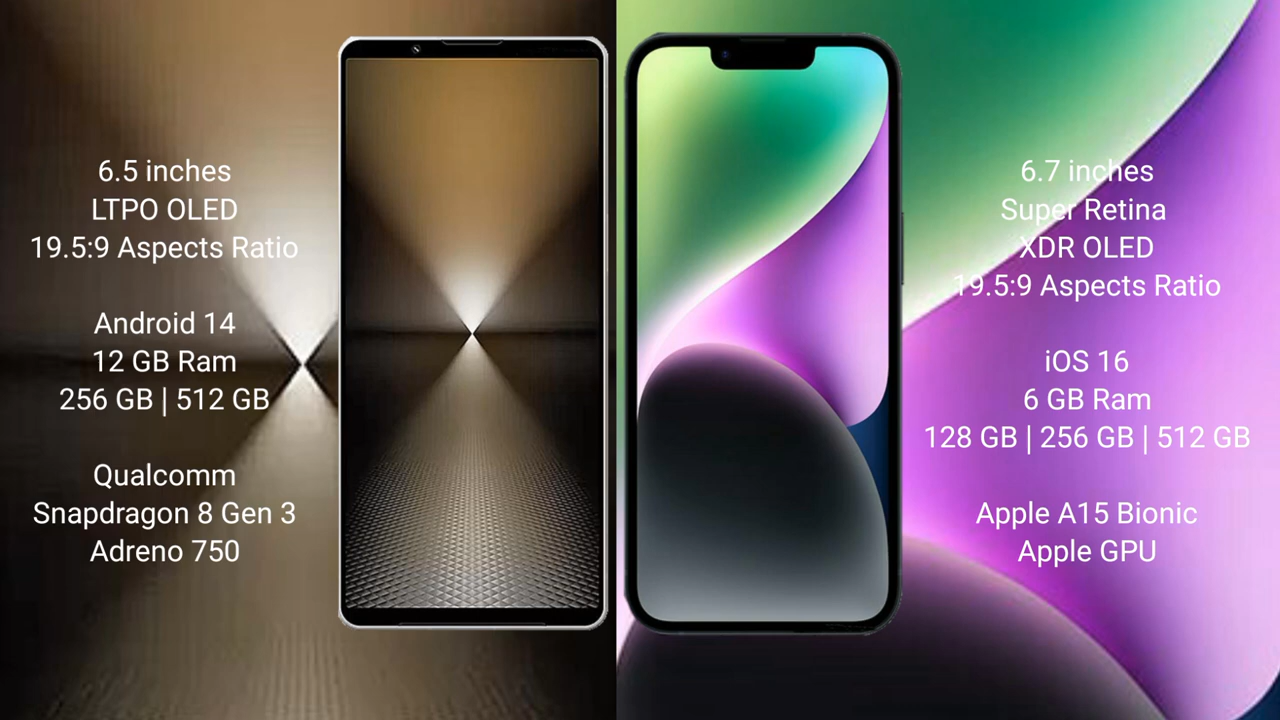 6.5 inches
LTPO OLED
19.5:9 Aspects Ratio
Android 14
12 GB Ram
256 GB | 512 GB
Qualcomm
Snapdragon 8 Gen 3
Adreno 750
6.7 inches
Super Retina
XDR OLED
19.5:9 Aspects Ratio
iOS 16
6 GB Ram
128 GB | 256 GB | 512 GB
Apple A15 Bionic
Apple GPU